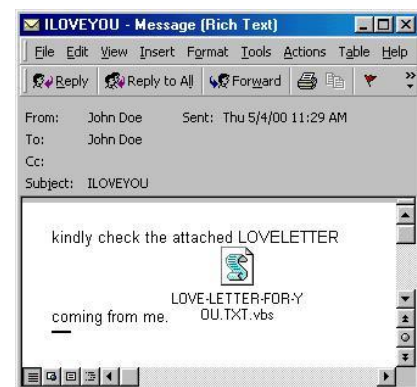 ILOVEYOU - Message (Rich Text)
File Edit View Insert Format Tools Actions Table Help
Reply Reply to All Forward
From: John Doe Sent: Thu 5/4/00 11:29 AM
To: John Doe
Cc:
Subject: ILOVEYOU
kindly check the attached LOVELETTER
LOVE-LETTER-FOR-Y
OU.TXT.vbs
coming from me.